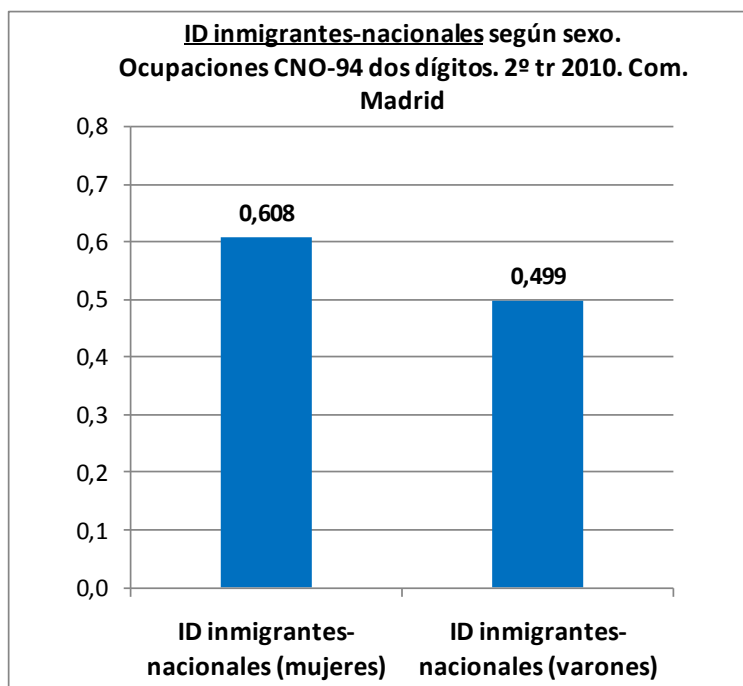 ID inmigrantes-nacionales según sexo.
Ocupaciones CNO-94 dos dígitos. 2º tr 2010. Com.
Madrid
0,8
0,7
0,6
0,5
0,4
0,3
0,2
0,1
0,0
0,608
0,499
ID inmigrantes-
nacionales (mujeres)
ID inmigrantes-
nacionales (varones)